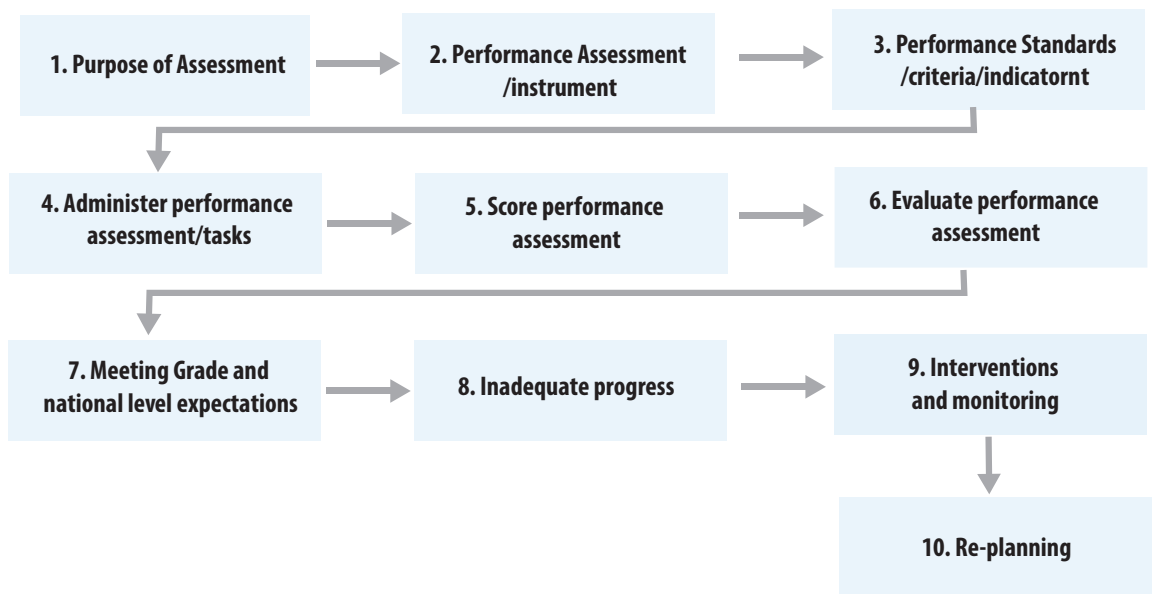 1. Purpose of Assessment
2. Performance Assessment
/instrument
3. Performance Standards
/criteria/indicatornt
4. Administer performance
assessment/tasks
5. Score performance
assessment
6. Evaluate performance
assessment
7. Meeting Grade and
national level expectations
8. Inadequate progress
9. Interventions
and monitoring
10. Re-planning